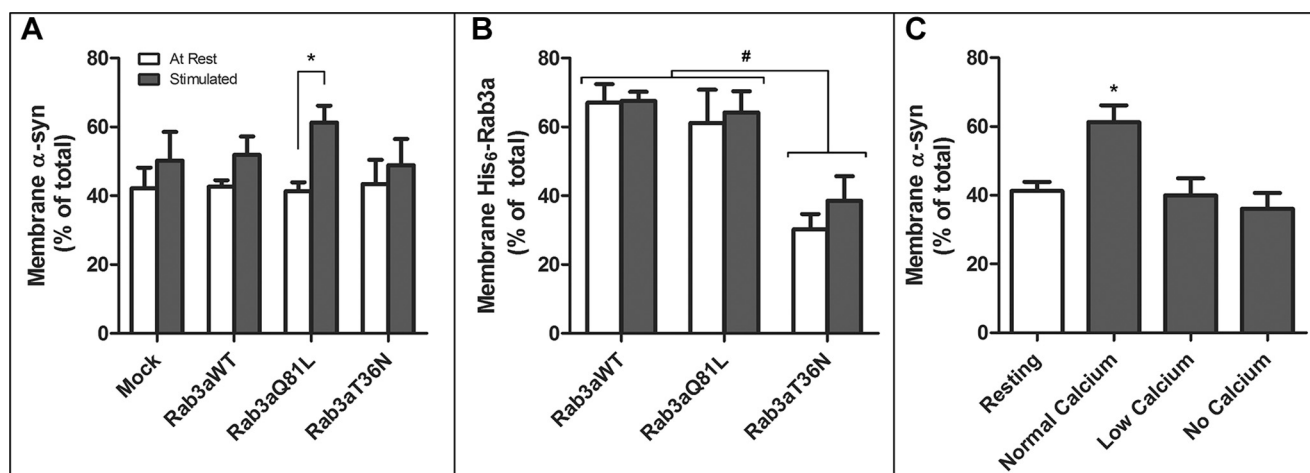 A
At Rest
Stimulated
*
Membrane α-syn
(% of total)
80
60
40
20
0
Mock
Rab3aWT
Rab3aQ81L
Rab3aT36N
B
#
Membrane His₆-Rab3a
(% of total)
80
60
40
20
0
Rab3aWT
Rab3aQ81L
Rab3aT36N
C
*
Membrane α-syn
(% of total)
80
60
40
20
0
Resting
Normal Calcium
Low Calcium
No Calcium